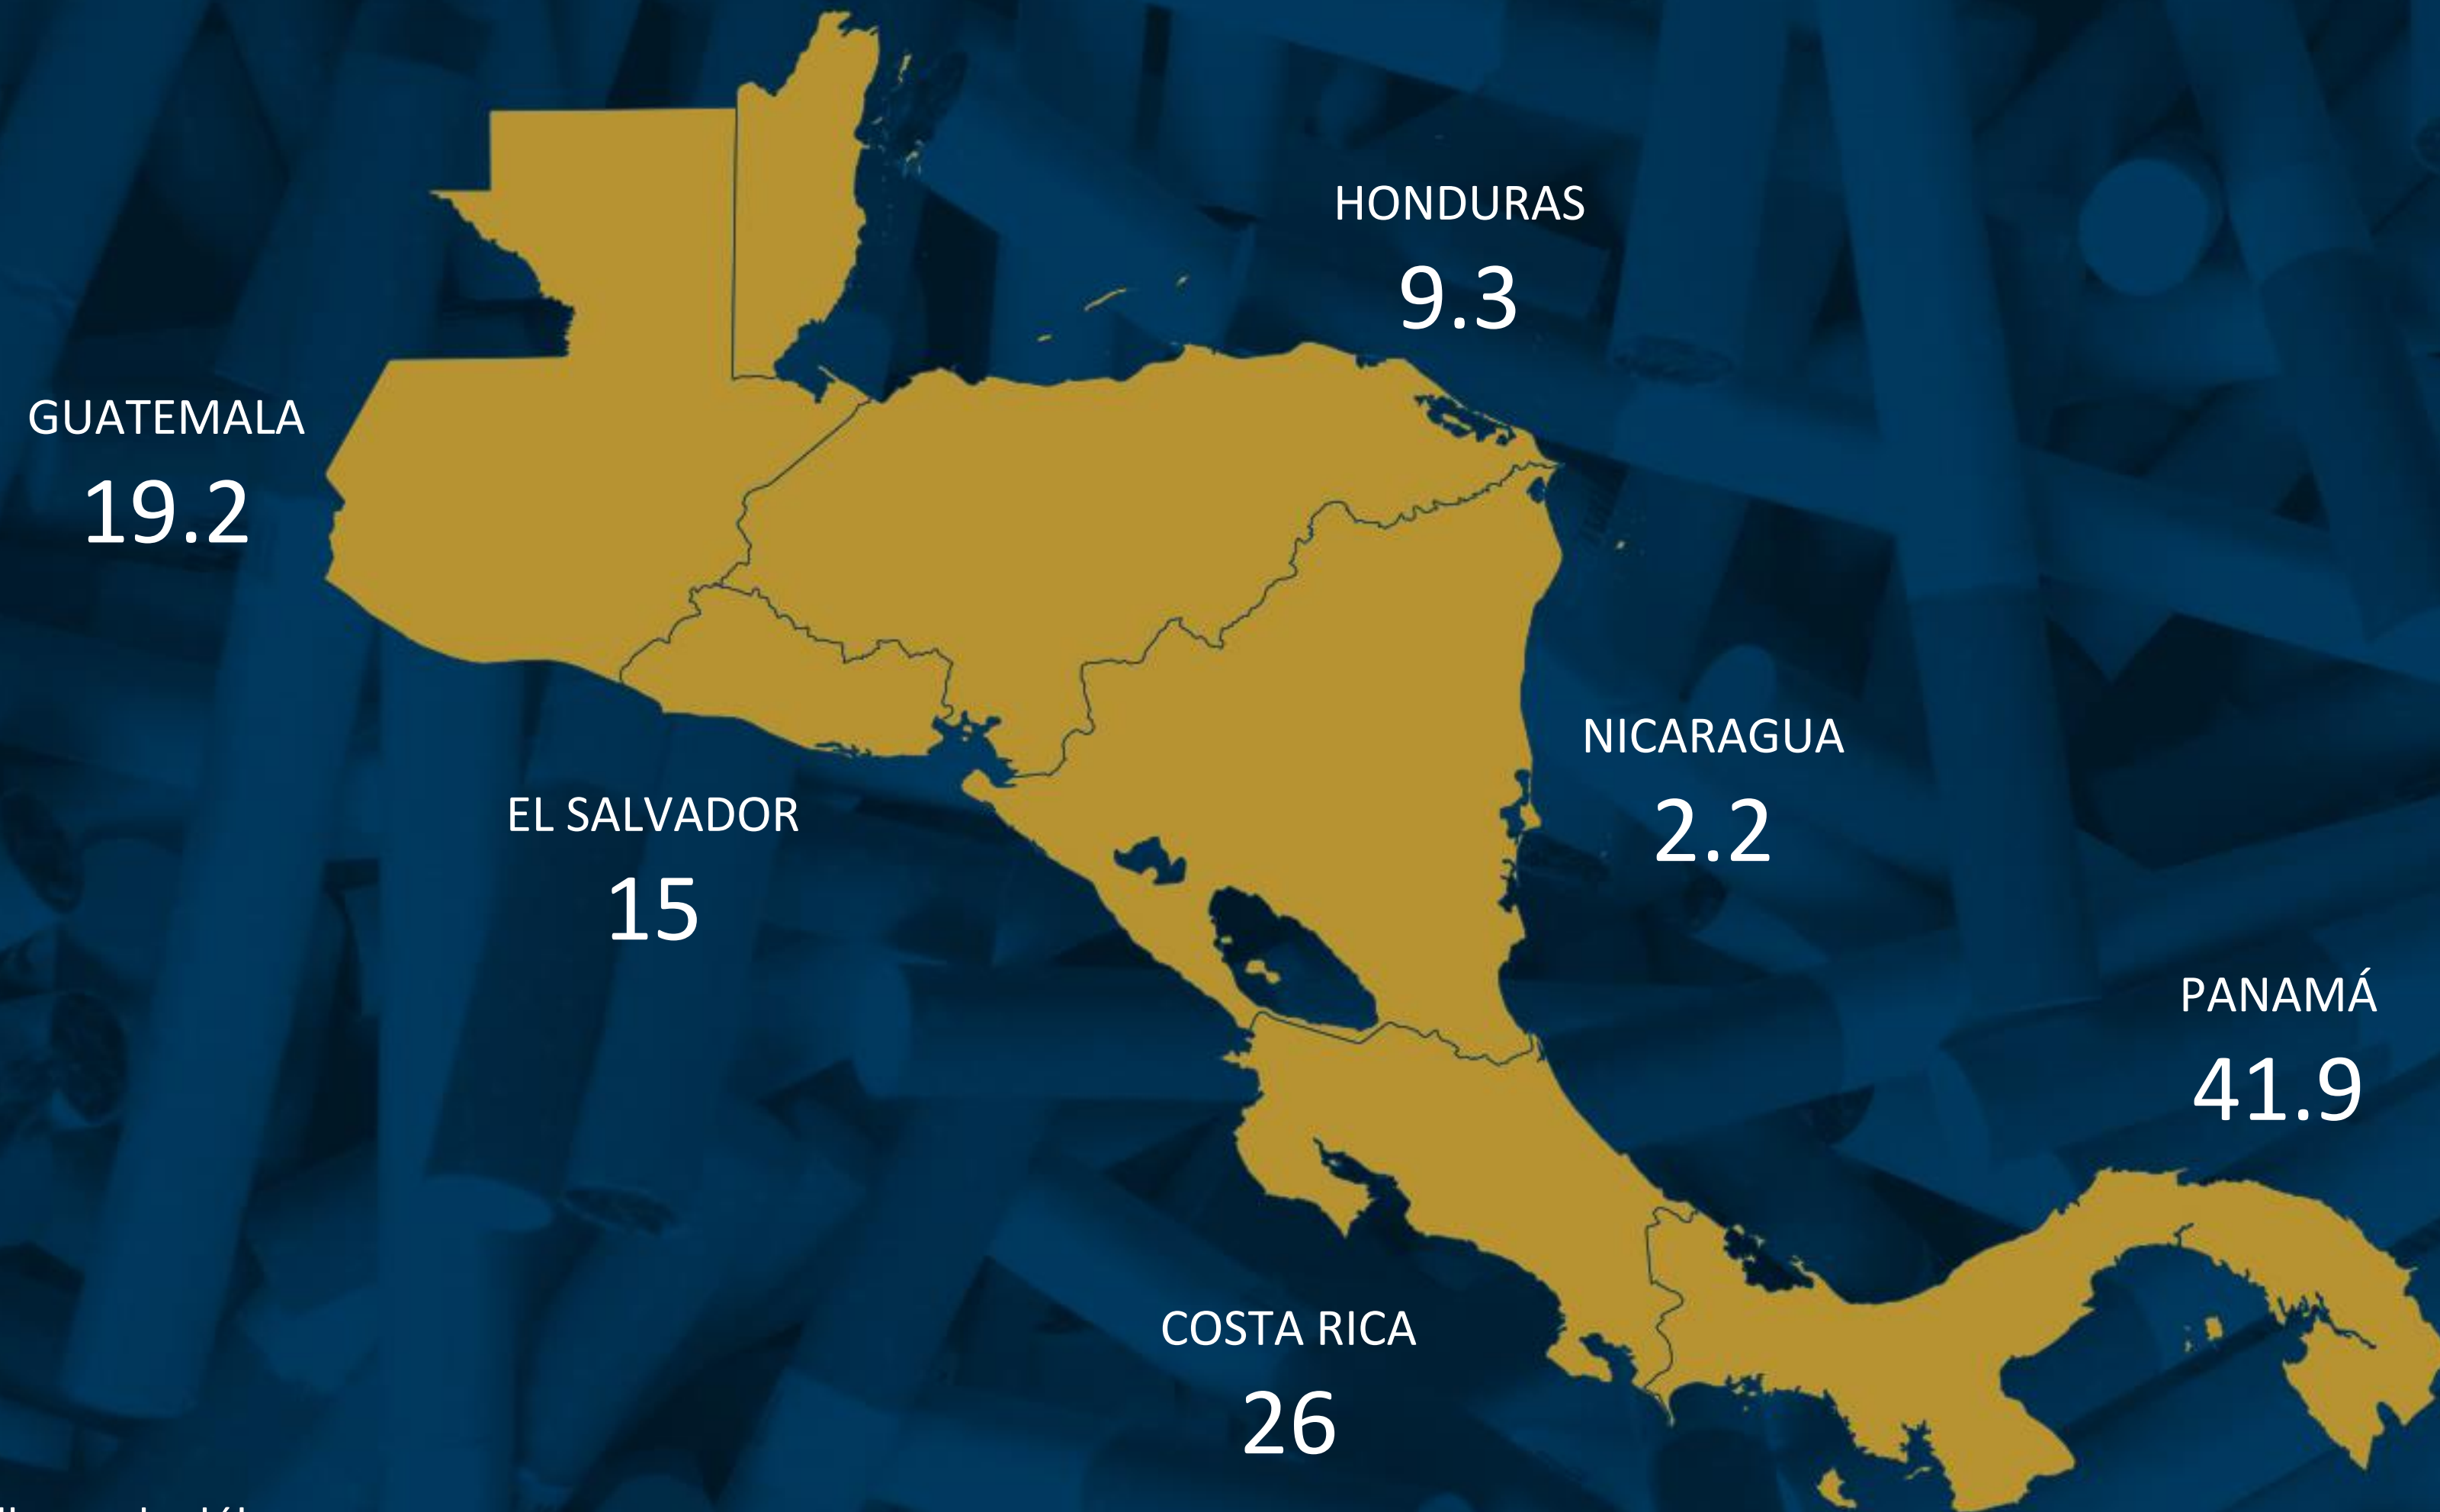 HONDURAS
9.3
GUATEMALA
19.2
NICARAGUA
2.2
EL SALVADOR
15
PANAMÁ
41.9
COSTA RICA
26